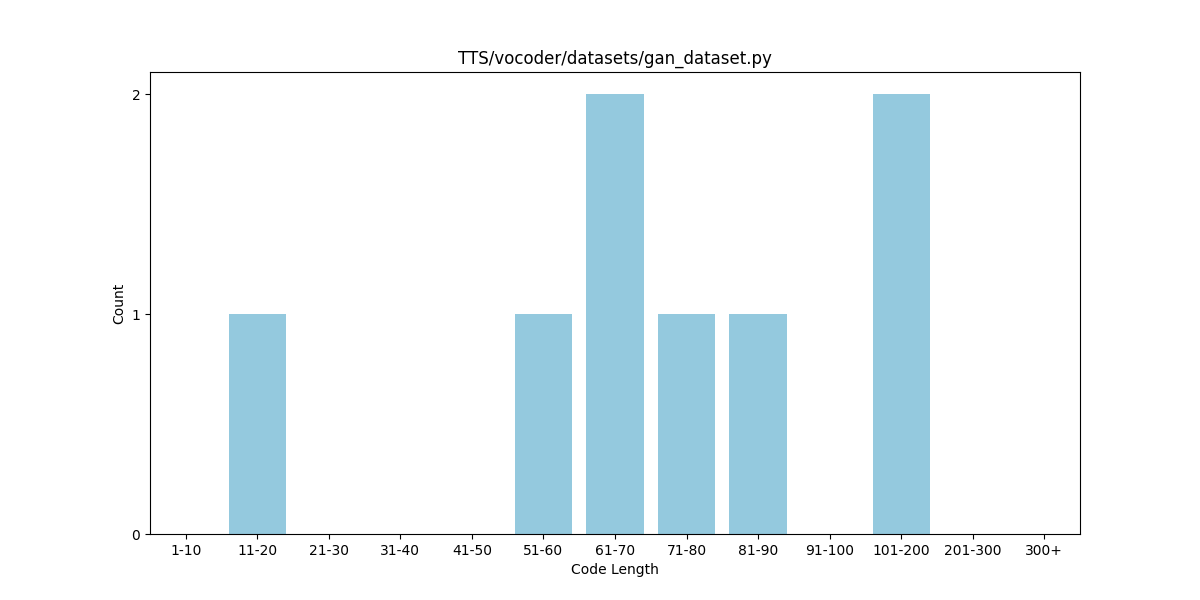 TTS/vocoder/datasets/gan_dataset.py
Count
2
1
0
1-10 11-20 21-30 31-40 41-50 51-60 61-70 71-80 81-90 91-100 101-200 201-300 300+
Code Length